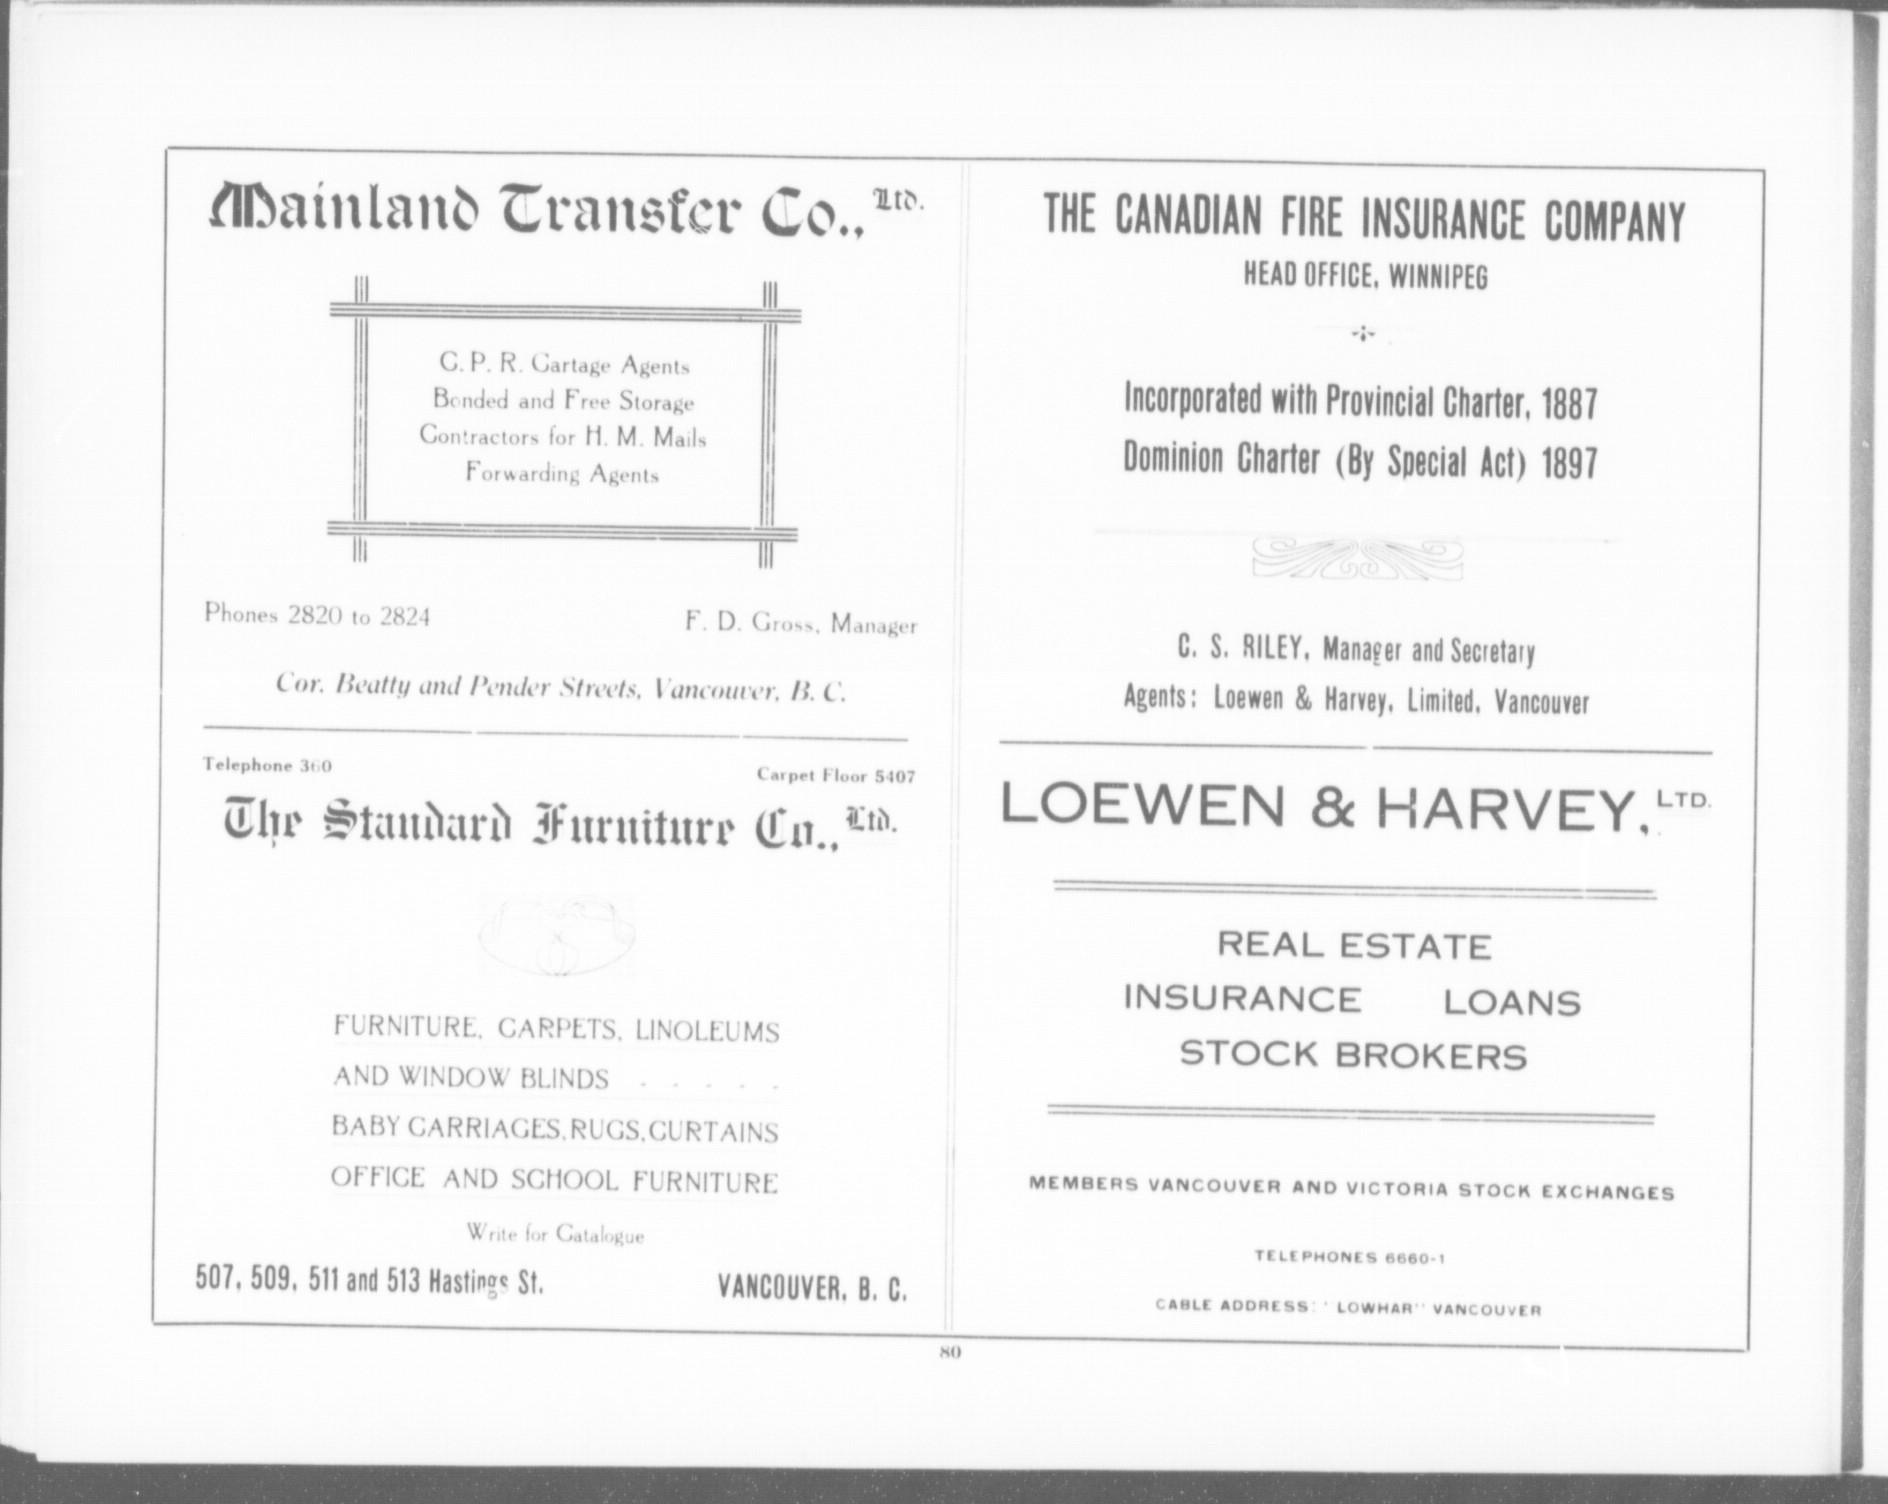 Mainland Transfer Co., Ltd.
C. P. R. Cartage Agents
Bonded and Free Storage
Contractors for H. M. Mails
Forwarding Agents
Phones 2820 to 2824 F. D. Gross, Manager
Cor. Beatty and Pender Streets, Vancouver, B. C.
Telephone 360 Carpet Floor 5407
The Standard Furniture Co., Ltd.
FURNITURE, CARPETS, LINOLEUMS
AND WINDOW BLINDS - - - - -
BABY CARRIAGES, RUGS, CURTAINS
OFFICE AND SCHOOL FURNITURE
Write for Catalogue
507, 509, 511 and 513 Hastings St. VANCOUVER, B. C.
THE CANADIAN FIRE INSURANCE COMPANY
HEAD OFFICE, WINNIPEG
Incorporated with Provincial Charter, 1887
Dominion Charter (By Special Act) 1897
C. S. RILEY, Manager and Secretary
Agents: Loewen & Harvey, Limited, Vancouver
LOEWEN & HARVEY, LTD.
REAL ESTATE
INSURANCE LOANS
STOCK BROKERS
MEMBERS VANCOUVER AND VICTORIA STOCK EXCHANGES
TELEPHONES 6660-1
CABLE ADDRESS: "LOWHAR" VANCOUVER
80